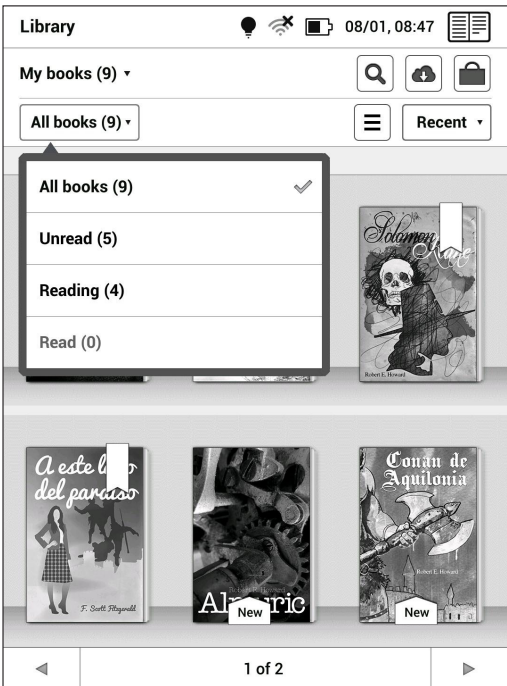 Library
08/01, 08:47
My books (9)
All books (9)
Recent
All books (9)
Unread (5)
Reading (4)
Read (0)
Solomon
Kane
Robert E. Howard
A este
del paraíso
F. Scott Fitzgerald
Robert E. Howard
New
Conan de
Aquilonia
Robert E. Howard
New
1 of 2